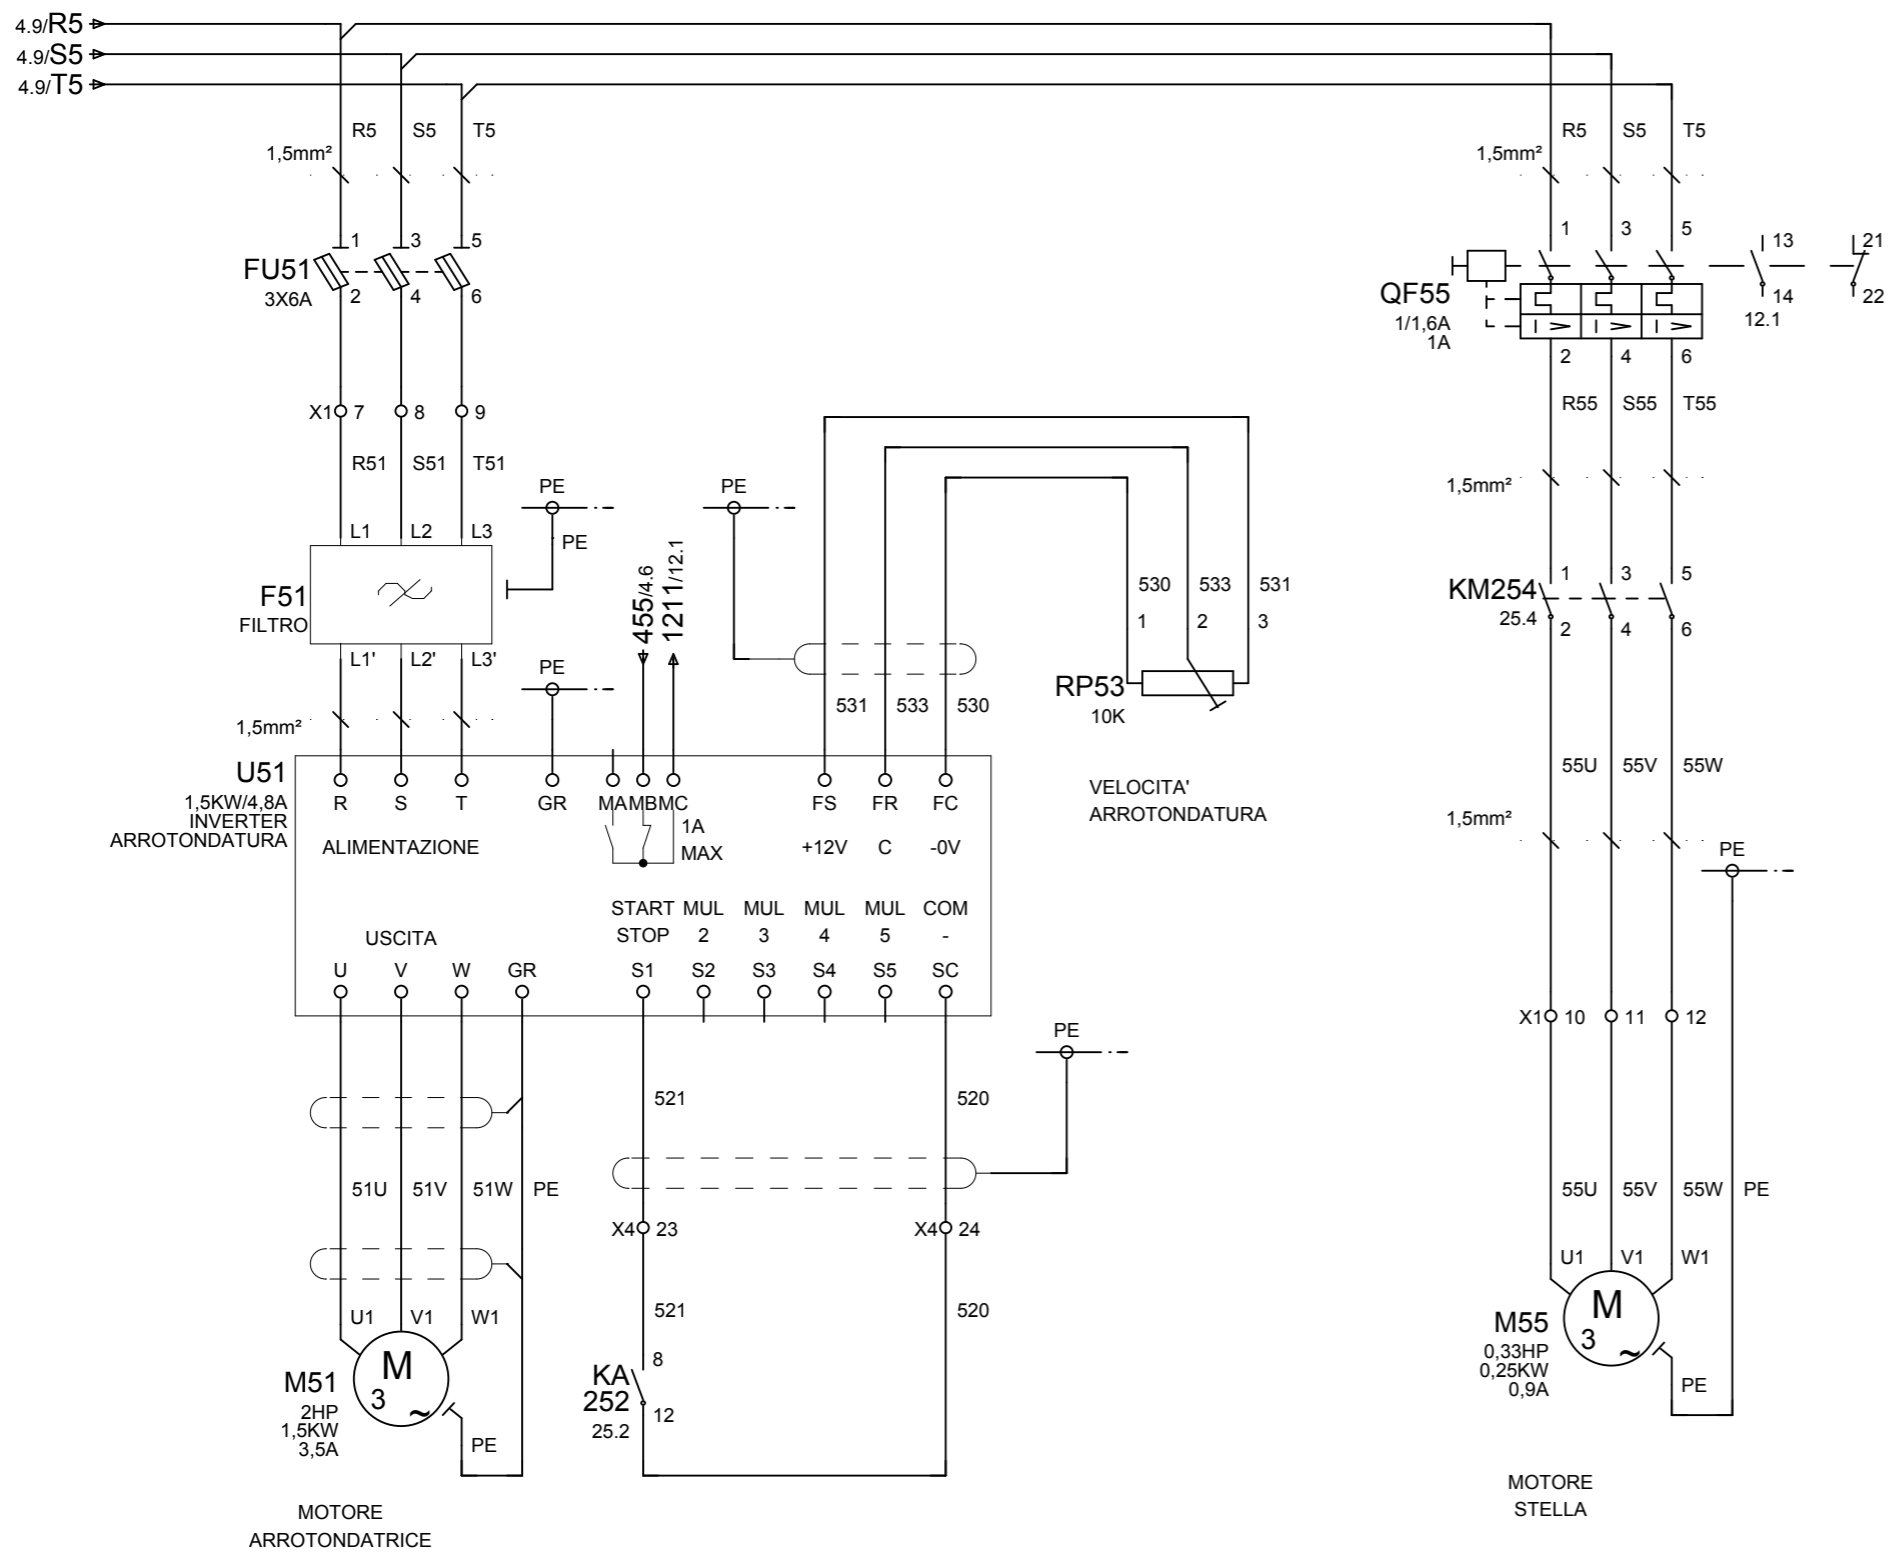 4.9/R5
4.9/S5
4.9/T5
R5 S5 T5
1,5mm²
R5 S5 T5
1,5mm²
FU51
3X6A
1 3 5
2 4 6
QF55
1/1,6A
1A
1 3 5
13
14
12.1
21
22
2 4 6
X1 7 8 9
R51 S51 T51
R55 S55 T55
1,5mm²
L1 L2 L3
PE
PE
PE
F51
FILTRO
L1' L2' L3'
PE
1,5mm²
455/4.6
1211/12.1
530 533 531
1 2 3
RP53
10K
531 533 530
VELOCITA'
ARROTONDATURA
KM254
25.4
1 3 5
2 4 6
U51
1,5KW/4,8A
INVERTER
ARROTONDATURA
R S T GR MA MB MC FS FR FC
ALIMENTAZIONE
1A
MAX
+12V C -0V
START MUL MUL MUL MUL COM
STOP 2 3 4 5 -
USCITA
U V W GR S1 S2 S3 S4 S5 SC
55U 55V 55W
1,5mm²
PE
PE
521 520
X1 10 11 12
51U 51V 51W PE
55U 55V 55W PE
X4 23
X4 24
521 520
U1 V1 W1
M
3 ~
M51
2HP
1,5KW
3,5A
PE
KA
252
25.2
8
12
U1 V1 W1
M
3 ~
M55
0,33HP
0,25KW
0,9A
PE
MOTORE
ARROTONDATRICE
MOTORE
STELLA